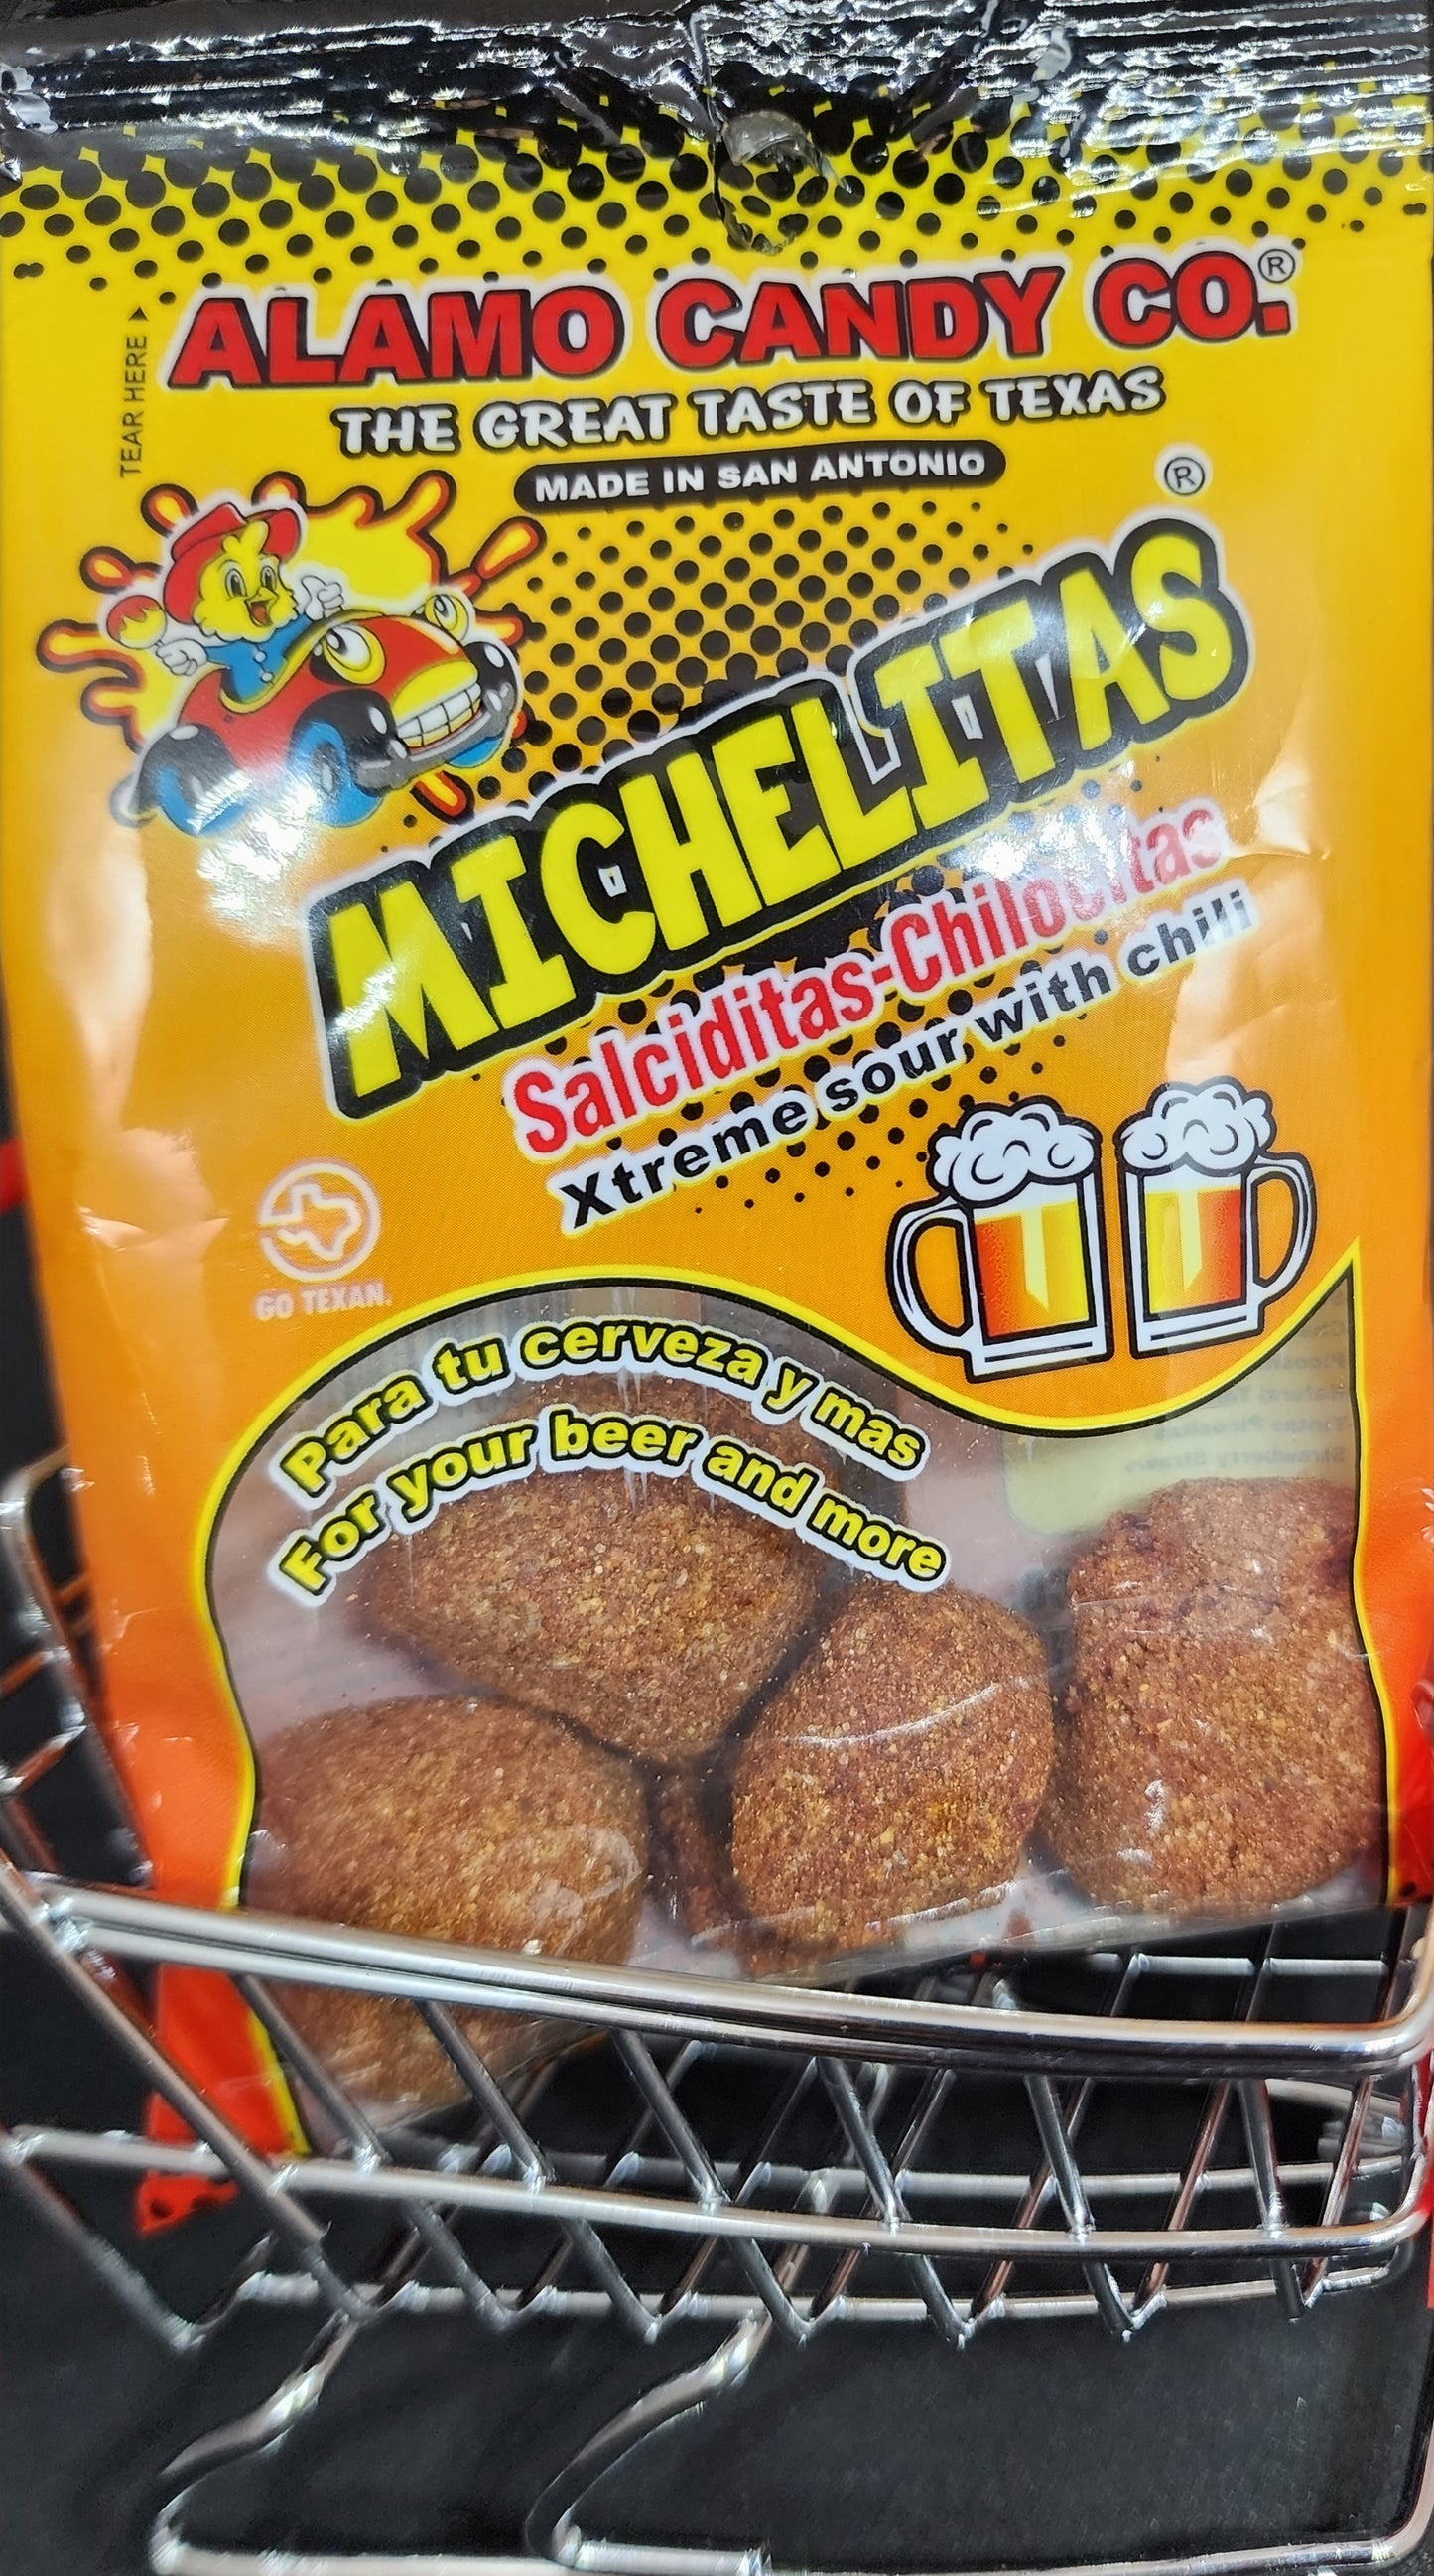 TEAR HERE
ALAMO CANDY CO.®
THE GREAT TASTE OF TEXAS
MADE IN SAN ANTONIO
MICHELITAS®
Salciditas-Chilocitas
Xtreme sour with chili
GO TEXAN.
Para tu cerveza y mas
For your beer and more